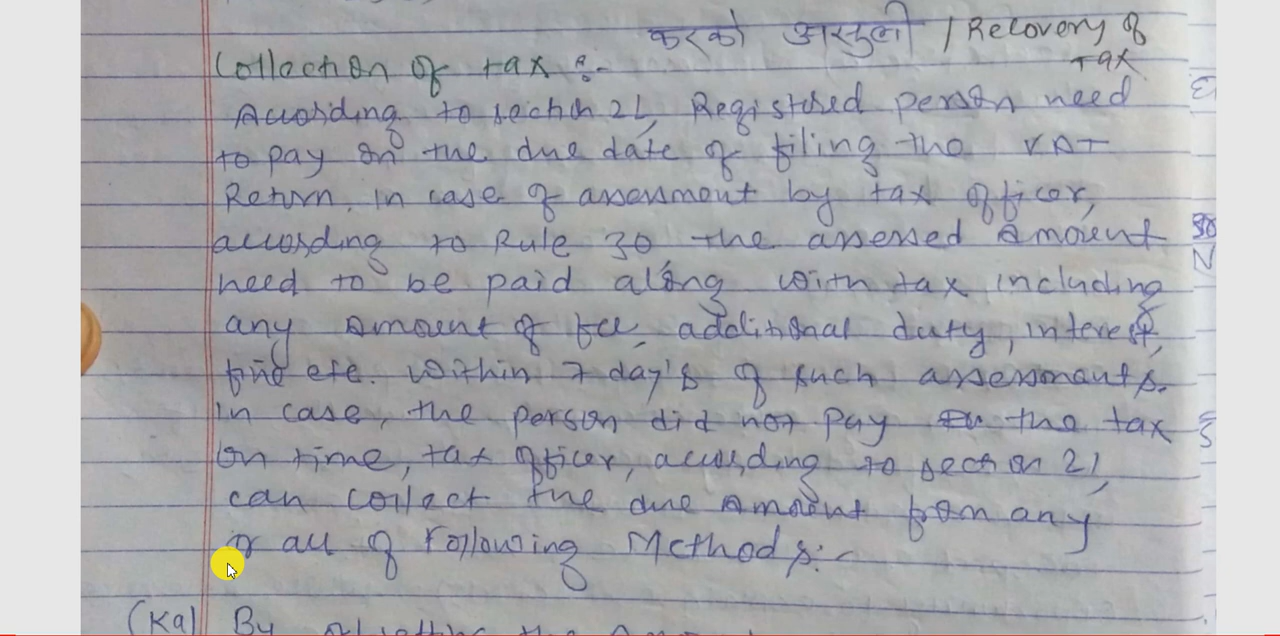 करको असुली / Recovery of
Tax
Collection of tax :-
According to section 21, Registered person need
to pay on the due date of filing the VAT
Return. In case of assessment by tax officer,
according to Rule 30 the assessed Amount
need to be paid along with tax including
any Amount of fee, additional duty, interest,
fine etc. within 7 day's of such assessments.
In case, the person did not pay the tax
on time, tax officer, according to section 21,
can collect the due Amount from any
or all of Following Methods:-
(Ka) By the